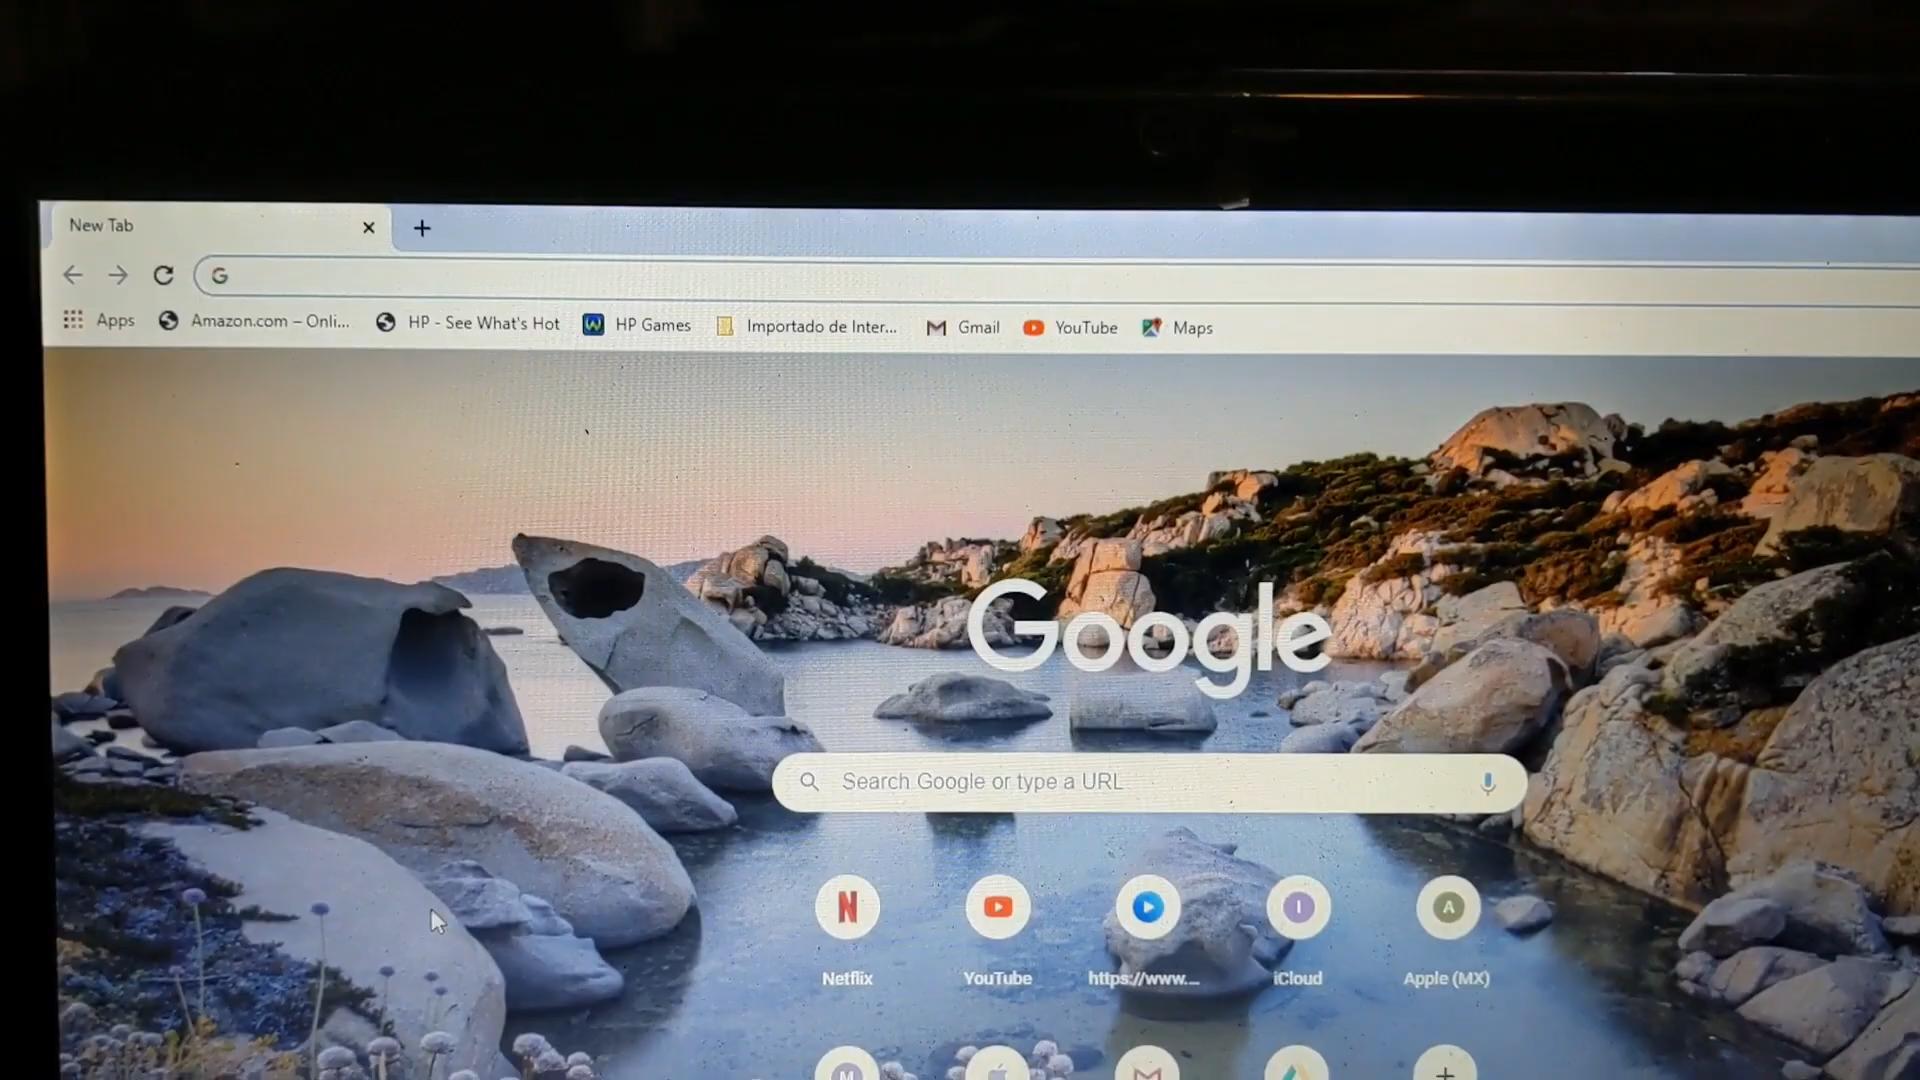 New Tab
G
Apps Amazon.com – Onli... HP - See What's Hot W HP Games Importado de Inter... Gmail YouTube Maps
Google
Search Google or type a URL
N I A
Netflix YouTube https://www.... iCloud Apple (MX)
M